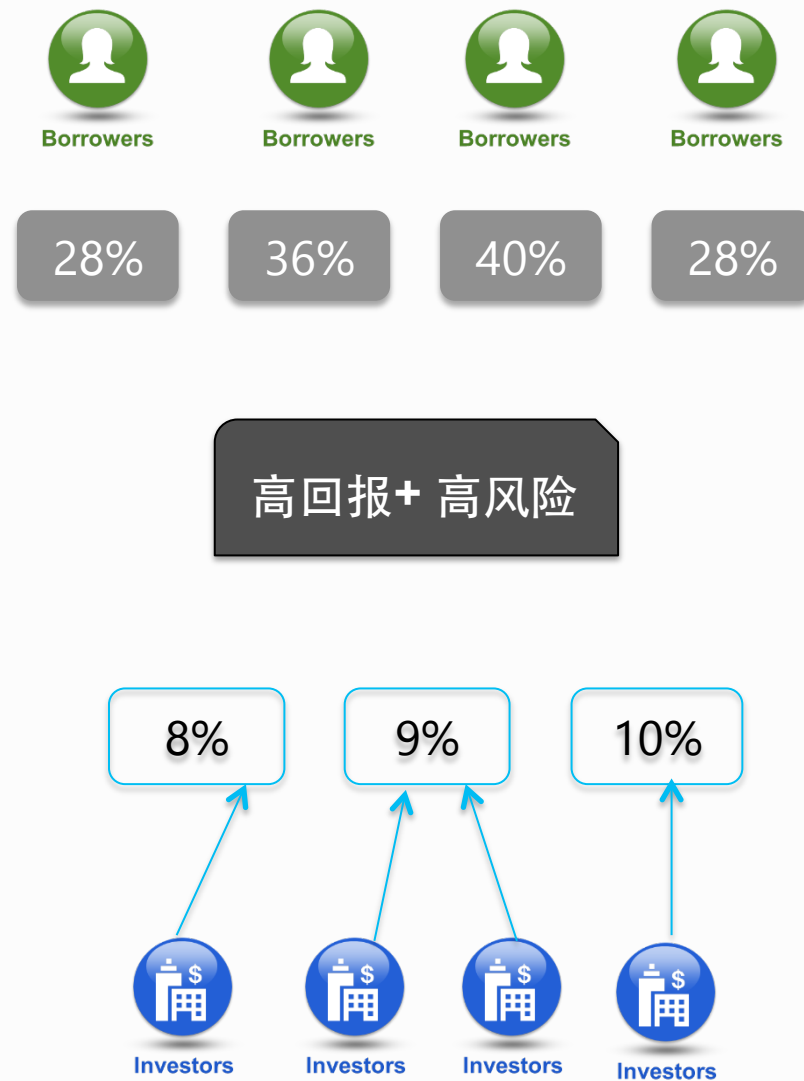 Borrowers Borrowers Borrowers Borrowers
28% 36% 40% 28%
高回报+ 高风险
8% 9% 10%
$ $ $ $
Investors Investors Investors Investors